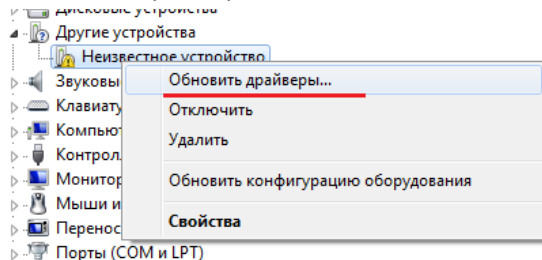 Дисковые устройства
Другие устройства
Неизвестное устройство
Звуковы
Обновить драйверы...
Клавиату
Отключить
Компьют
Удалить
Контрол
Монитор
Обновить конфигурацию оборудования
Мыши и
Перенос
Свойства
Порты (COM и LPT)